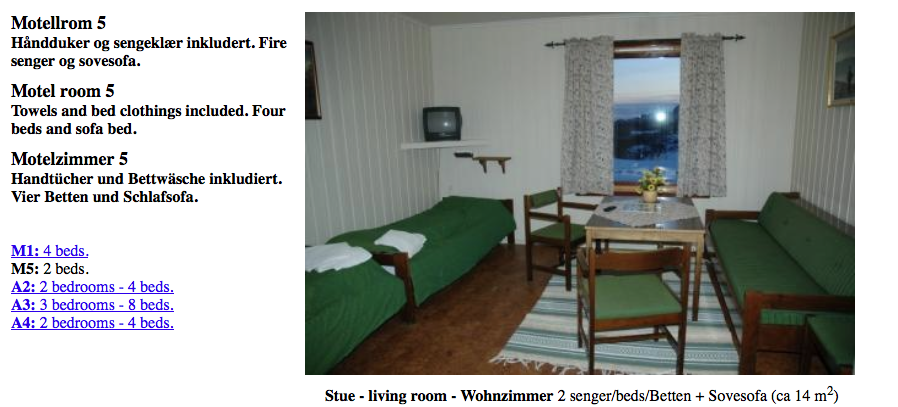 Motellrom 5
Håndduker og sengeklær inkludert. Fire
senger og sovesofa.
Motel room 5
Towels and bed clothings included. Four
beds and sofa bed.
Motelzimmer 5
Handtücher und Bettwäsche inkludiert.
Vier Betten und Schlafsofa.
M1: 4 beds.
M5: 2 beds.
A2: 2 bedrooms - 4 beds.
A3: 3 bedrooms - 8 beds.
A4: 2 bedrooms - 4 beds.
Stue - living room - Wohnzimmer 2 senger/beds/Betten + Sovesofa (ca 14 m²)